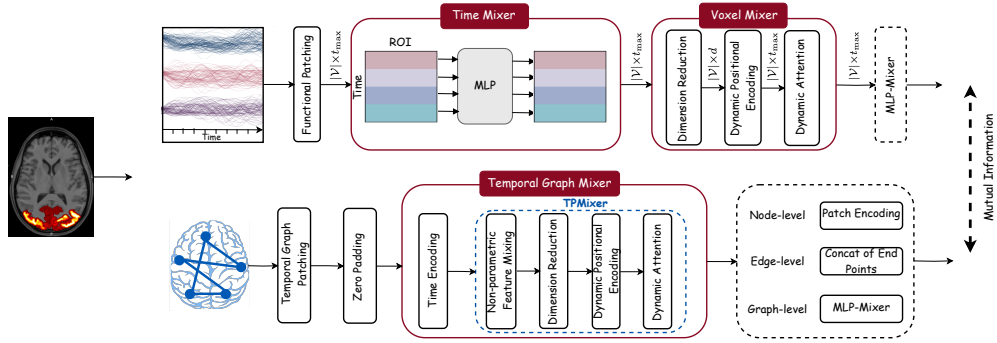 Time
Functional Patching
|𝒱| × t_max
Time Mixer
ROI
Time
MLP
|𝒱| × t_max
Voxel Mixer
Dimension Reduction
|𝒱| × d
Dynamic Positional
Encoding
|𝒱| × t_max
Dynamic Attention
|𝒱| × t_max
MLP-Mixer
Mutual Information
Temporal Graph
Patching
Zero Padding
Temporal Graph Mixer
TPMixer
Time Encoding
Non-parametric
Feature Mixing
Dimension Reduction
Dynamic Positional
Encoding
Dynamic Attention
Node-level
Patch Encoding
Edge-level
Concat of End
Points
Graph-level
MLP-Mixer